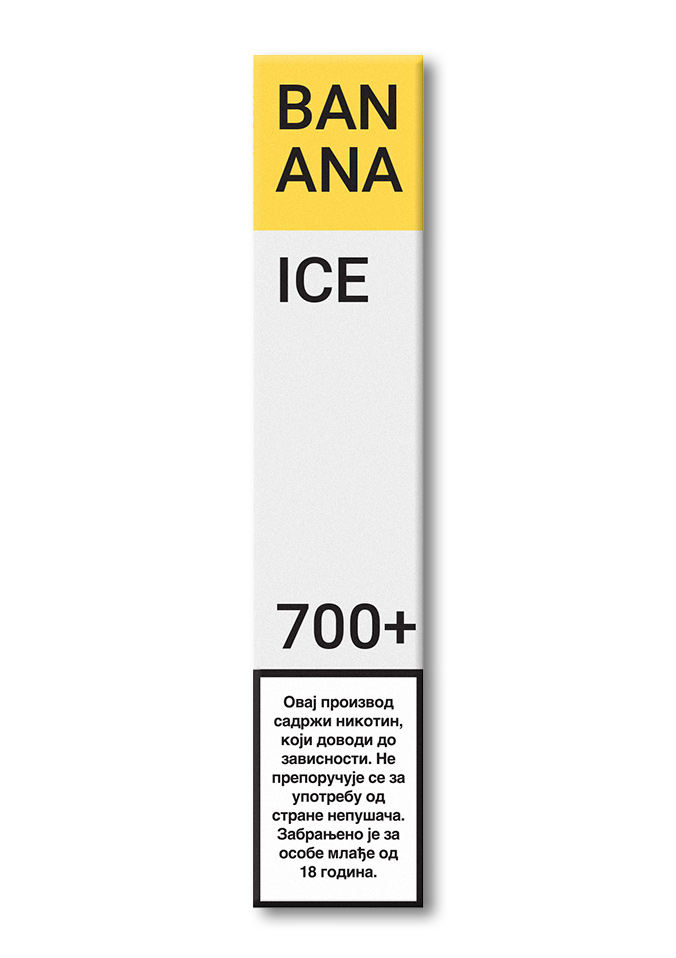 BAN
ANA
ICE
700+
Овај производ
садржи никотин,
који доводи до
зависности. Не
препоручује се за
употребу од
стране непушача.
Забрањено је за
особе млађе од
18 година.